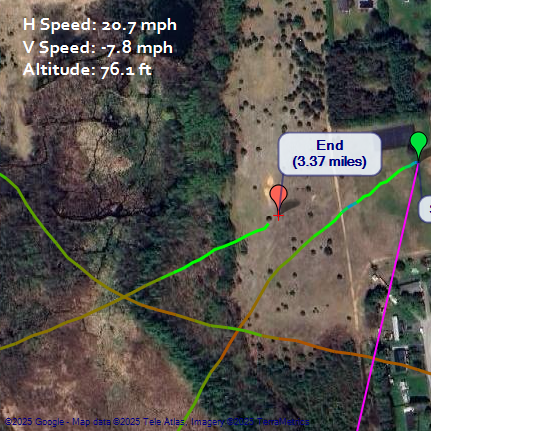 H Speed: 20.7 mph
V Speed: -7.8 mph
Altitude: 76.1 ft
End
(3.37 miles)
©2025 Google - Map data ©2025 Tele Atlas, Imagery ©2025 TerraMetrics